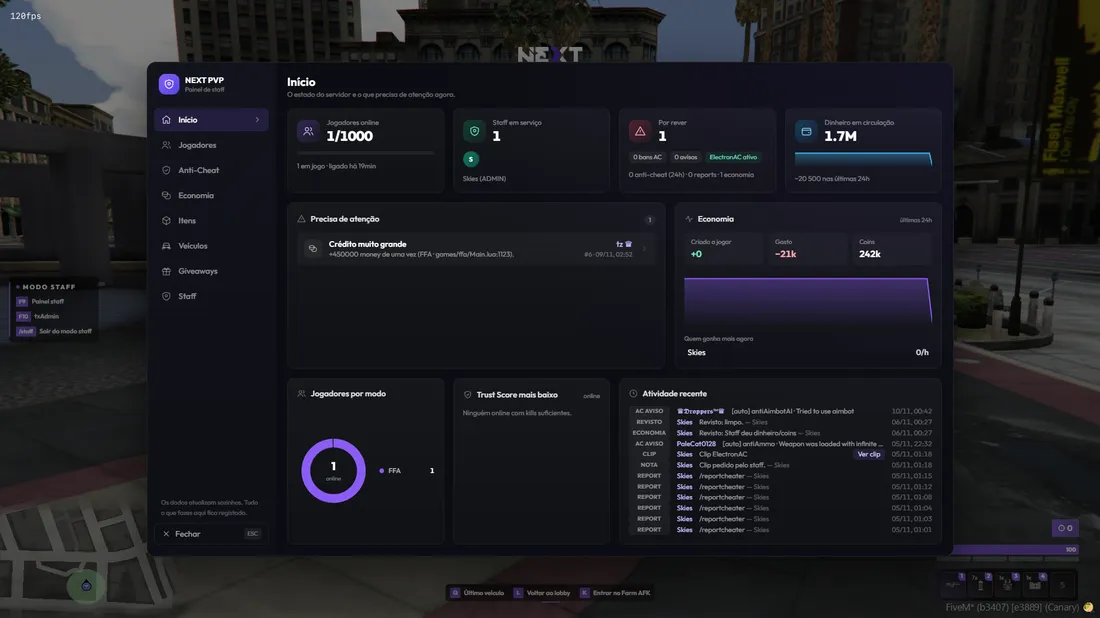 120fps
NEXT
NEXT PVP
Painel de staff
Início
Jogadores
Anti-Cheat
Economia
Itens
Veículos
Giveaways
Staff
Os dados atualizam sozinhos. Tudo
o que fazes aqui fica registado.
Fechar ESC
Início
O estado do servidor e o que precisa de atenção agora.
Jogadores online
1/1000
1 em jogo · ligado há 19min
Staff em serviço
1
S
Skies (ADMIN)
Por rever
1
0 bans AC 0 avisos ElectronAC ativo
0 anti-cheat (24h) · 0 reports · 1 economia
Dinheiro em circulação
1.7M
−20 500 nas últimas 24h
Precisa de atenção 1
Crédito muito grande tz
+450000 money de uma vez (FFA · games/ffa/Main.lua:1123). #6 · 09/11, 02:52
Economia últimas 24h
Criado a jogar
+0
Gasto
−21k
Coins
242k
Quem ganha mais agora
Skies 0/h
Jogadores por modo
1
online
FFA 1
Trust Score mais baixo online
Ninguém online com kills suficientes.
Atividade recente
AC AVISO 𝕯𝖗𝖔𝖕𝖕𝖊𝖗𝖘™ [auto] antiAimbotAI · Tried to use aimbot 10/11, 00:42
REVISTO Skies Revisto: limpo. — Skies 06/11, 00:27
ECONOMIA Skies Revisto: Staff deu dinheiro/coins — Skies 06/11, 00:27
AC AVISO PoleCat0128 [auto] antiAmmo · Weapon was loaded with infinite ... 05/11, 22:32
CLIP Skies Clip ElectronAC Ver clip 05/11, 01:18
NOTA Skies Clip pedido pelo staff. — Skies 05/11, 01:18
REPORT Skies /reportcheater — Skies 05/11, 01:15
REPORT Skies /reportcheater — Skies 05/11, 01:12
REPORT Skies /reportcheater — Skies 05/11, 01:08
REPORT Skies /reportcheater — Skies 05/11, 01:04
REPORT Skies /reportcheater — Skies 05/11, 01:03
REPORT Skies /reportcheater — Skies 05/11, 01:01
MODO STAFF
F9 Painel staff
F10 txAdmin
/staff Sair do modo staff
Flash Maxwell
0
100
1
2
3
4
5
G Último veículo L Voltar ao lobby K Entrar no Farm AFK
FiveM* (b3407) [e3889] (Canary)